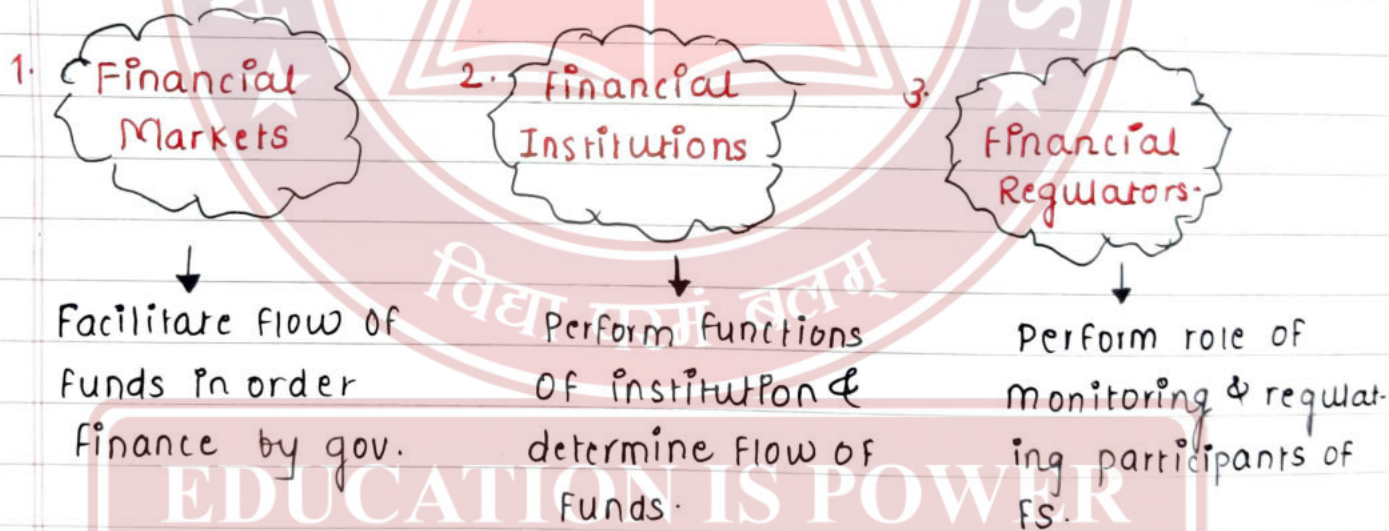 1. Financial
Markets
2. Financial
Institutions
3. Financial
Regulators.
Facilitate flow of
funds in order
finance by gov.
Perform functions
of institution &
determine flow of
funds.
Perform role of
monitoring & regulat-
ing participants of
FS.
विद्या परमं बलम्
EDUCATION IS POWER
S